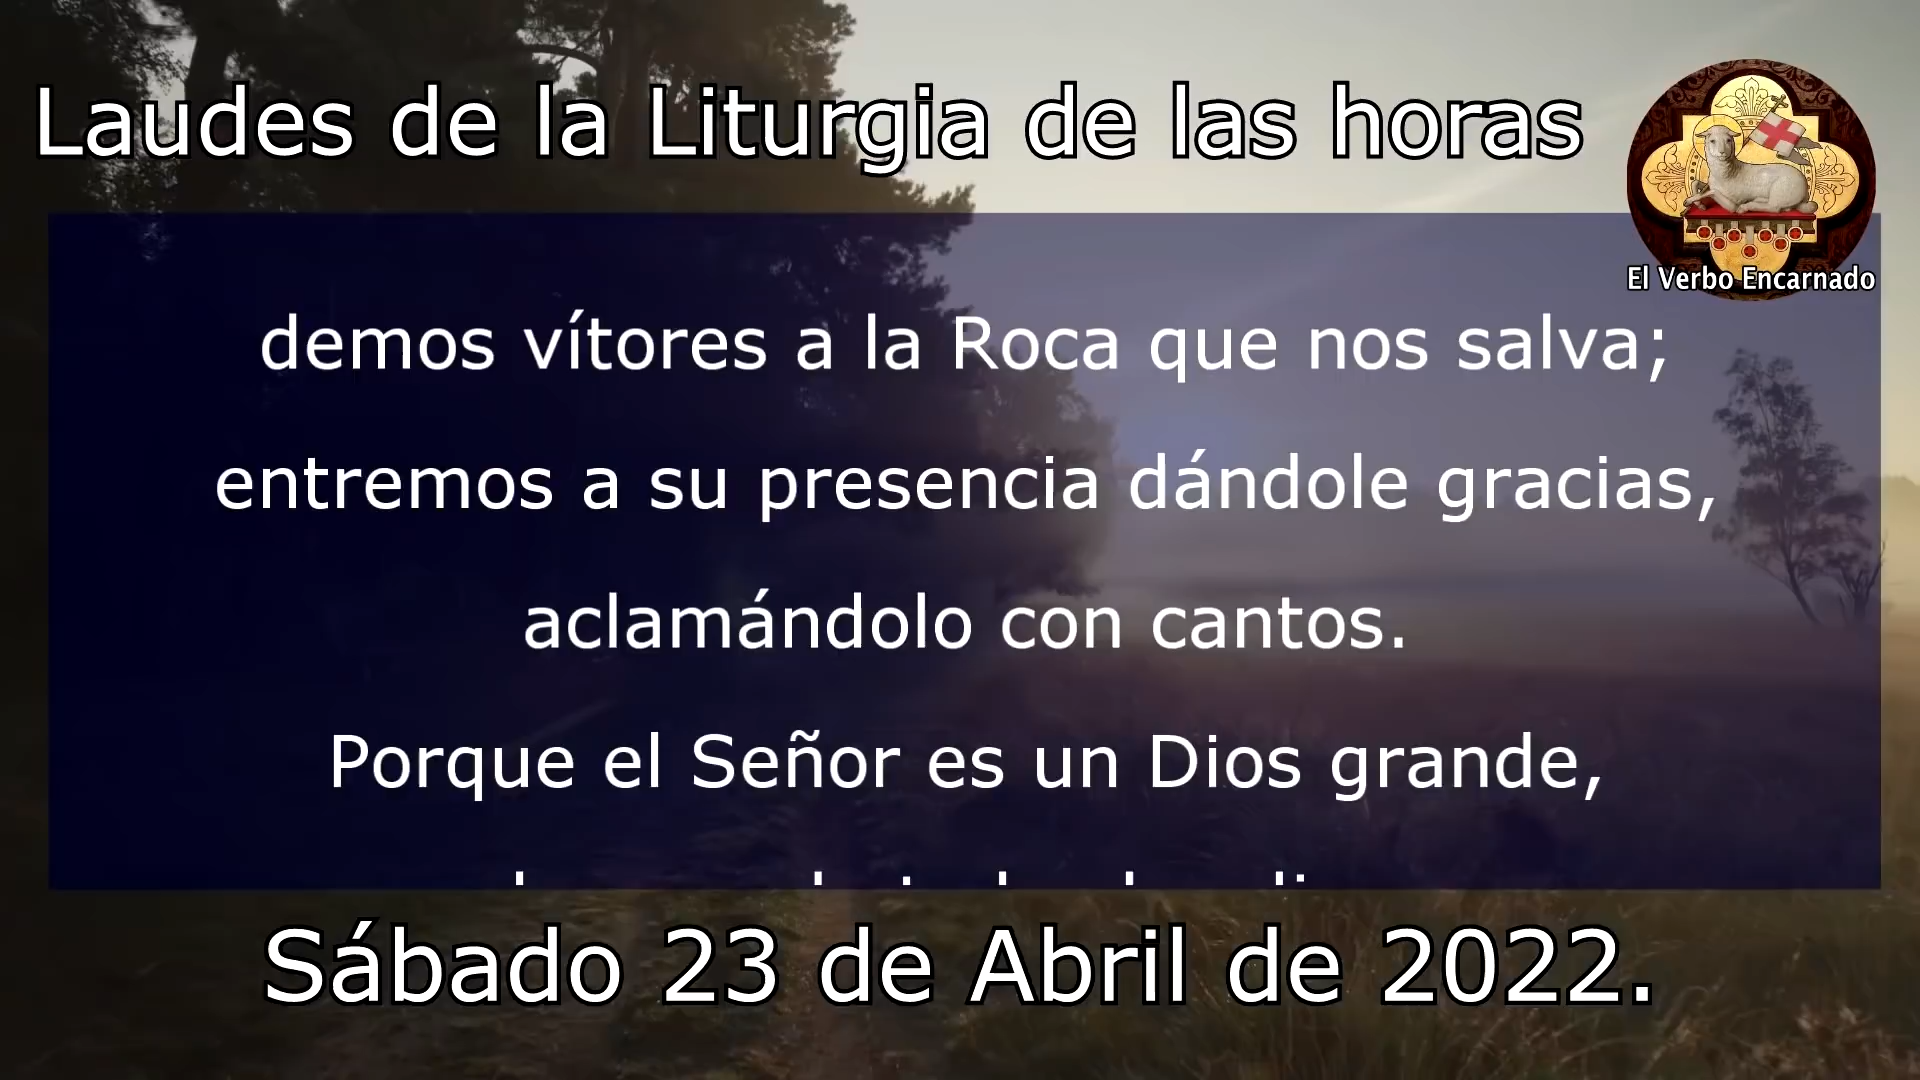 Laudes de la Liturgia de las horas
El Verbo Encarnado
demos vítores a la Roca que nos salva;
entremos a su presencia dándole gracias,
aclamándolo con cantos.
Porque el Señor es un Dios grande,
Sábado 23 de Abril de 2022.